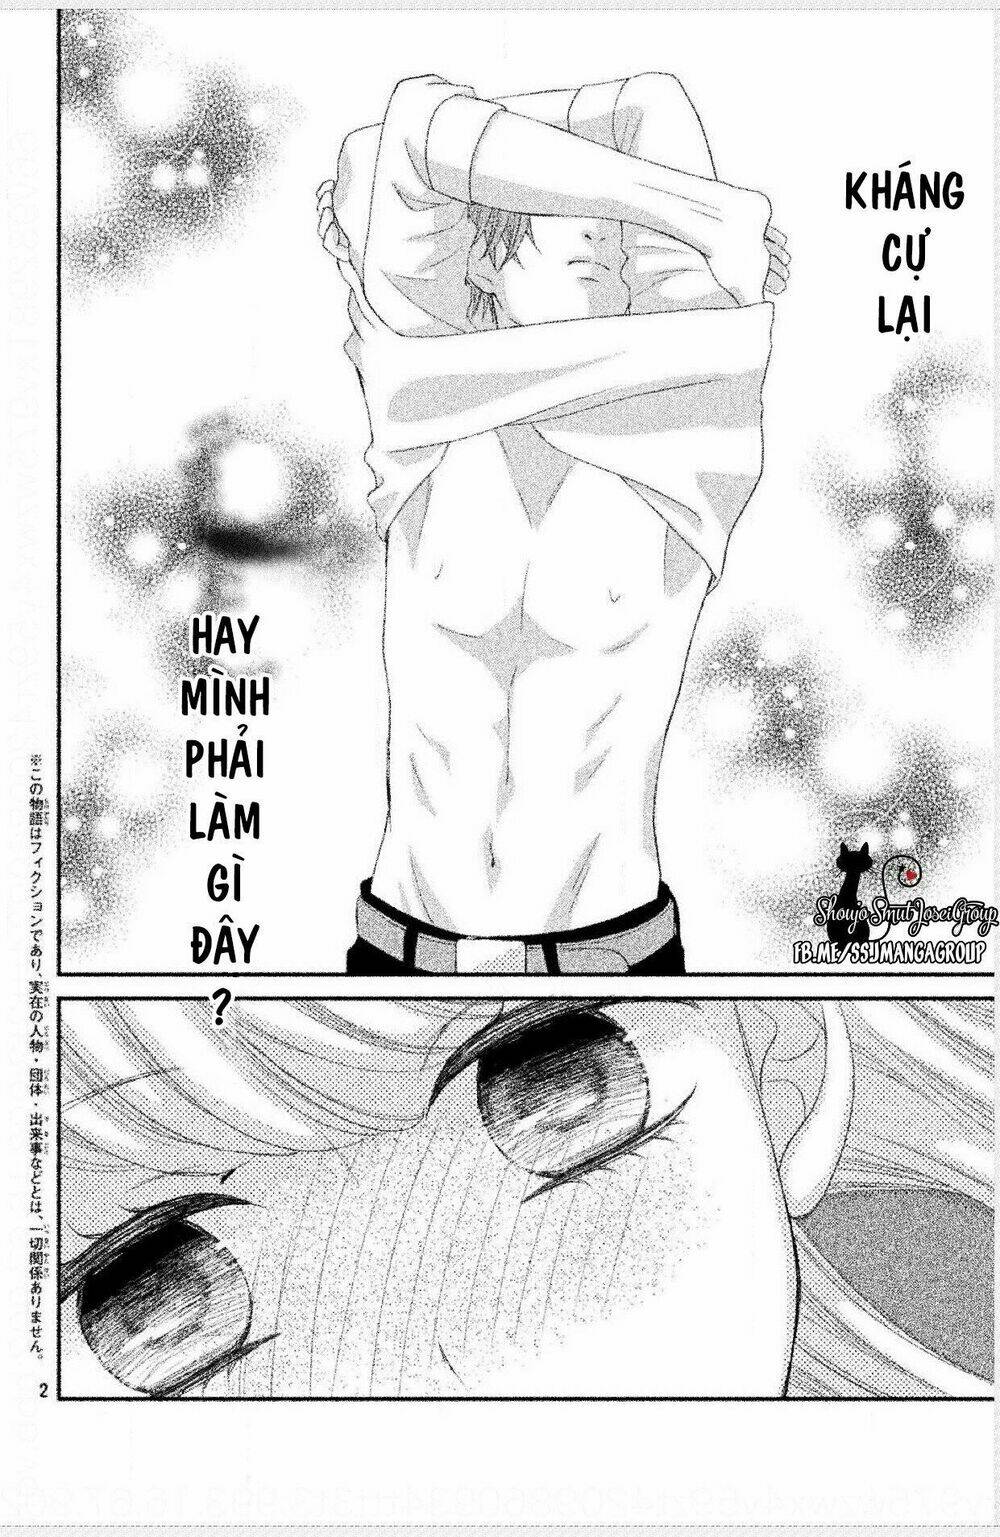 KHÁNG
CỰ
LẠI
HAY
MÌNH
PHẢI
LÀM
GÌ
ĐÂY
?
Shoujo Smut Josei Group
FB.ME/SSJMANGAGROUP
※この物語はフィクションであり、実在の人物・団体・出来事などとは、一切関係ありません。
2